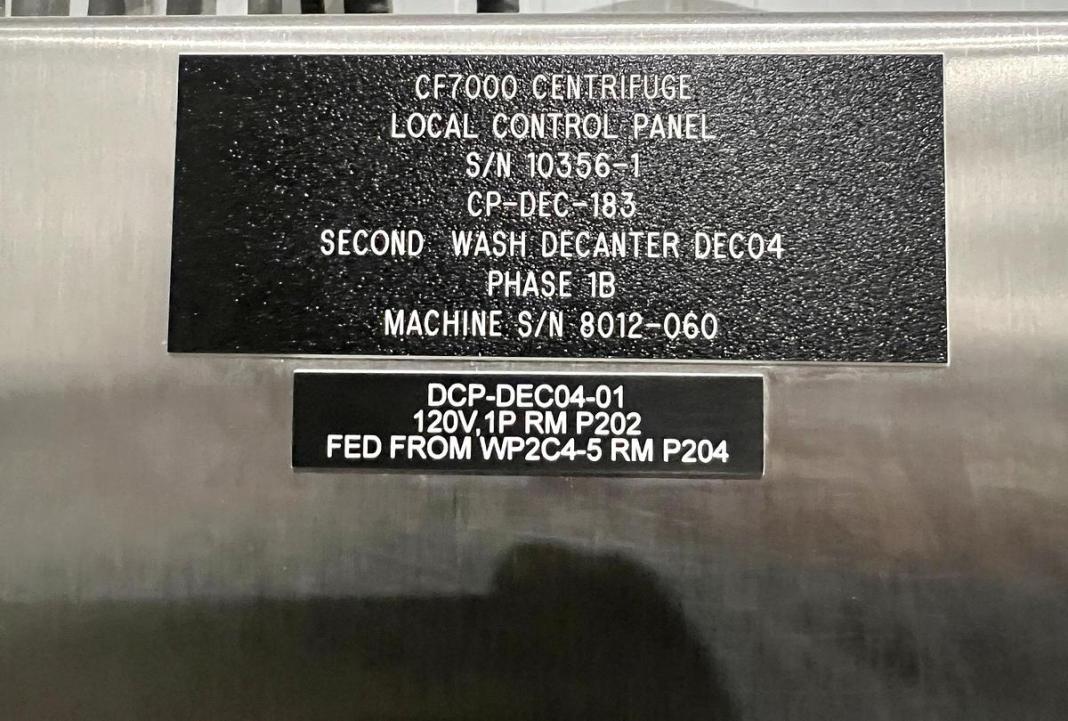 CF7000 CENTRIFUGE
LOCAL CONTROL PANEL
S/N 10356-1
CP-DEC-183
SECOND WASH DECANTER DEC04
PHASE 1B
MACHINE S/N 8012-060
DCP-DEC04-01
120V,1P RM P202
FED FROM WP2C4-5 RM P204